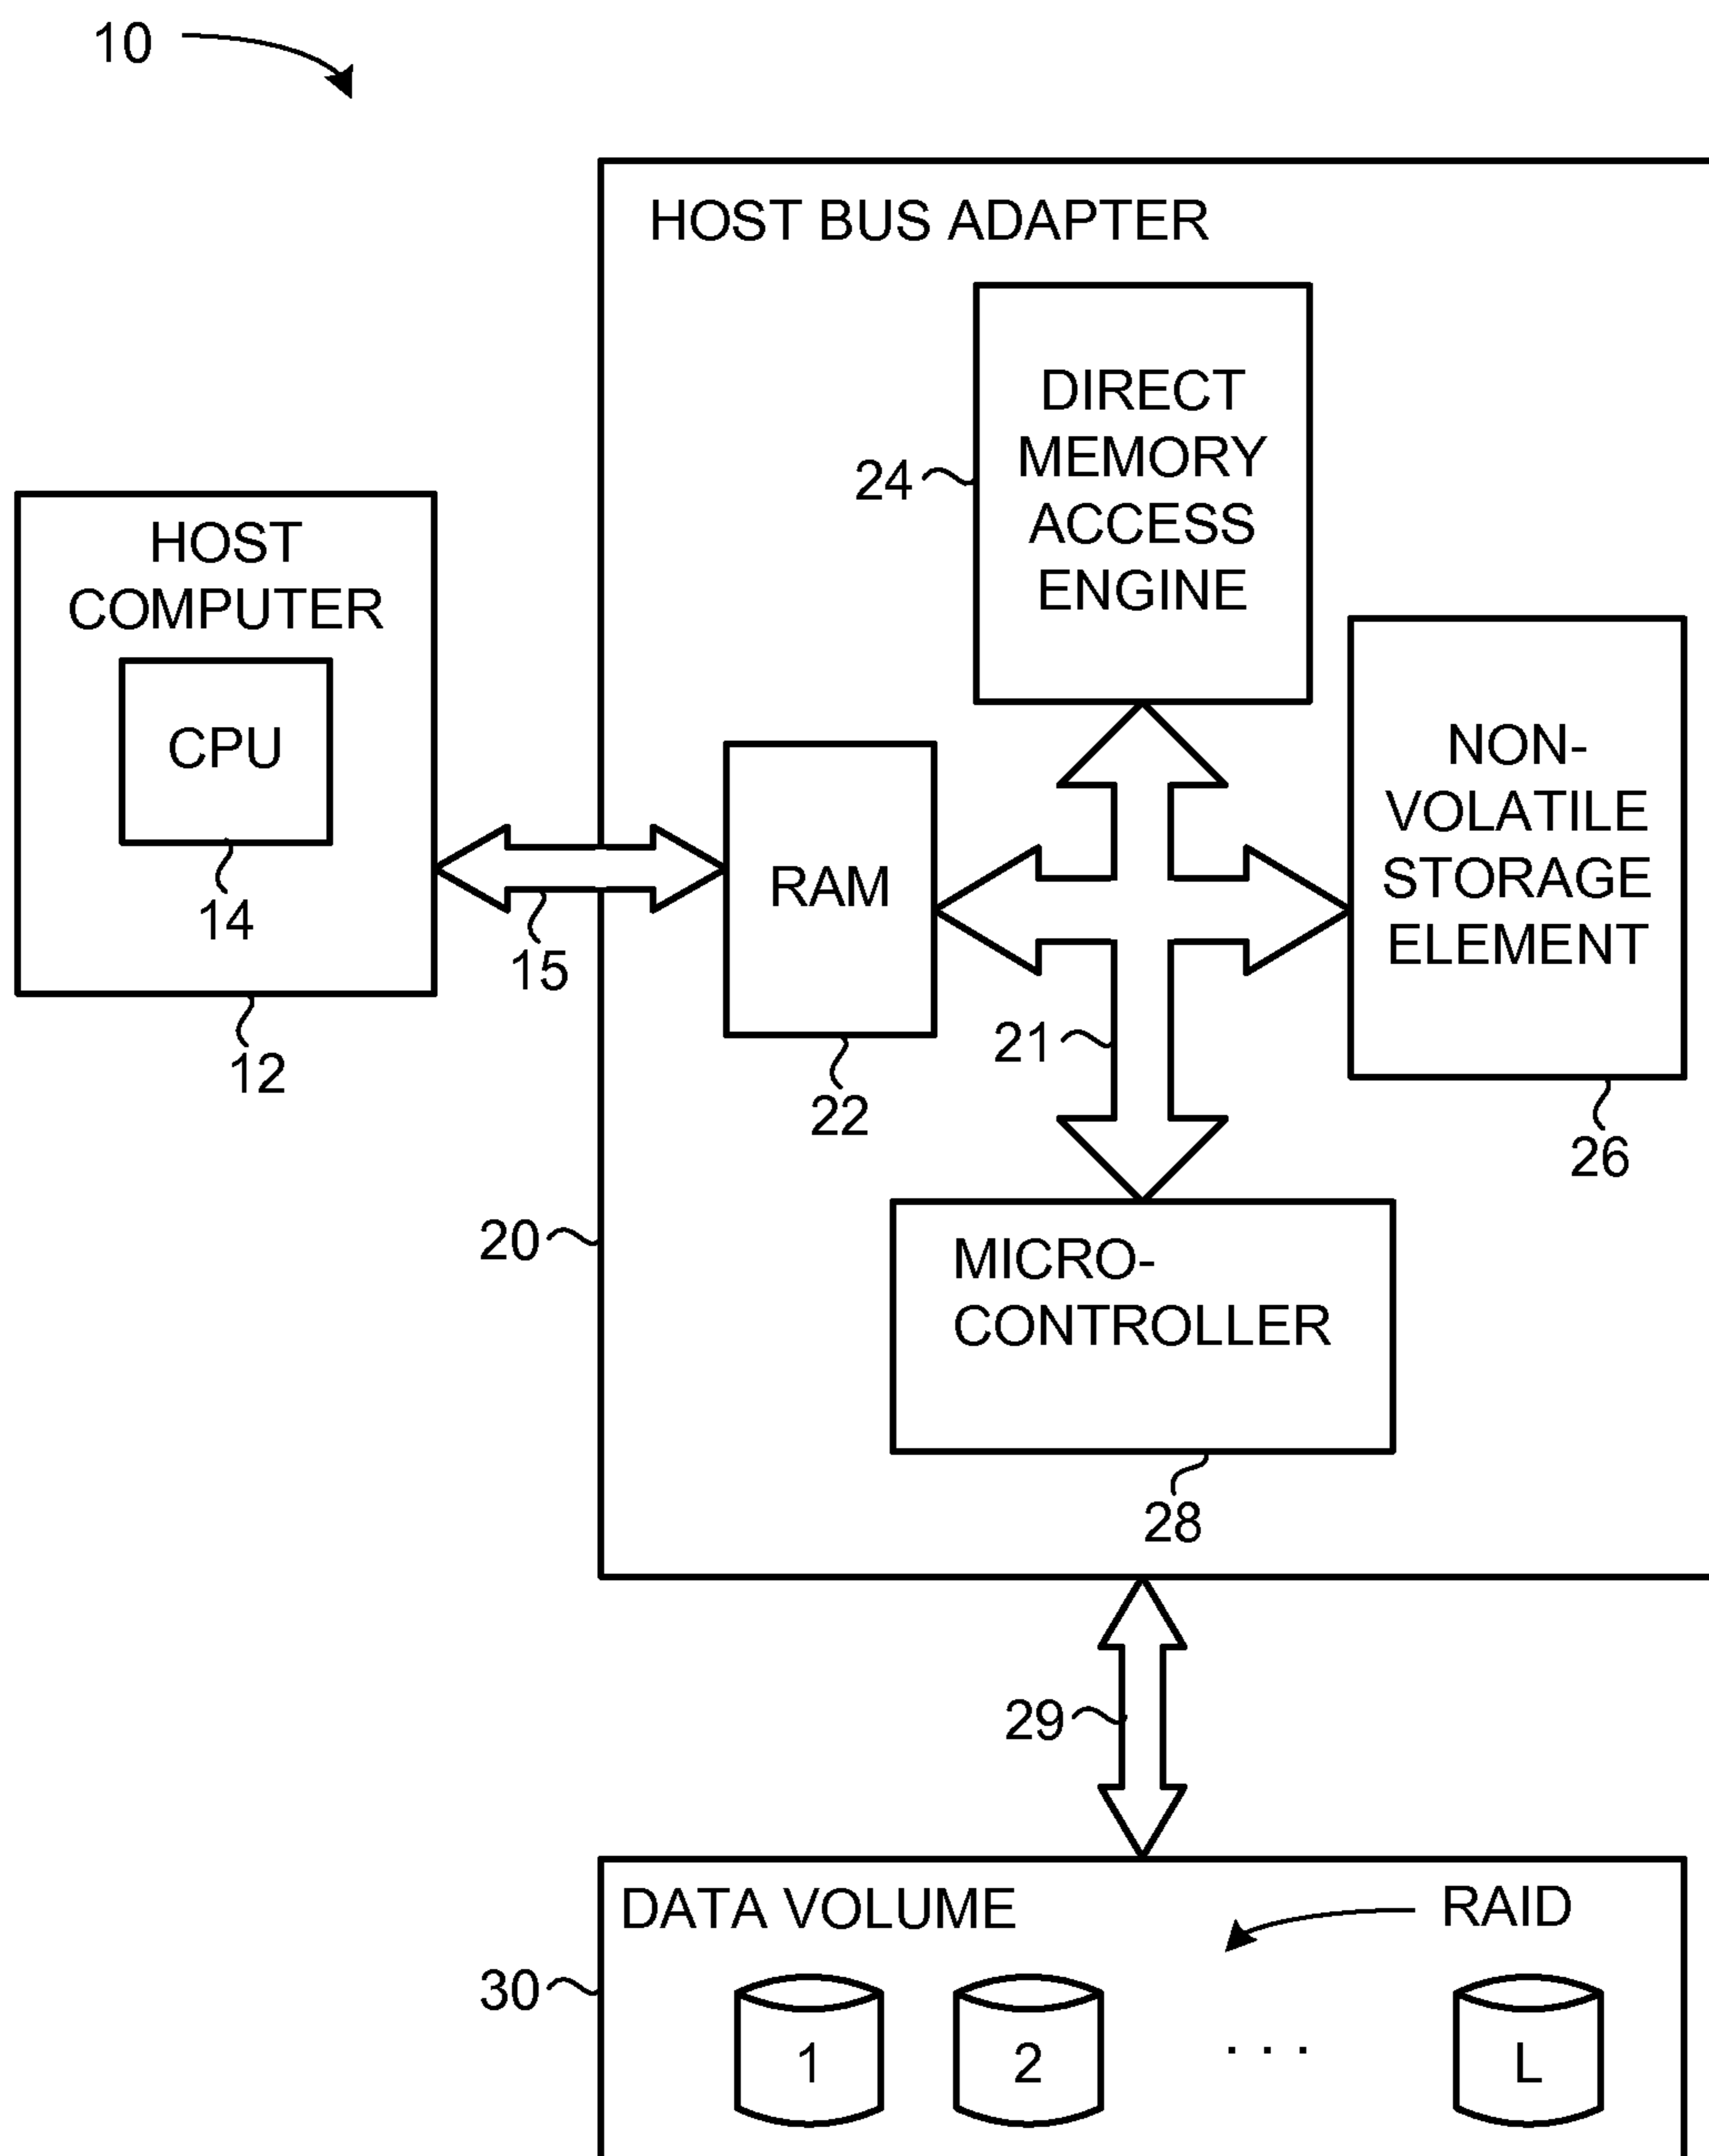 10
HOST BUS ADAPTER
DIRECT
MEMORY
ACCESS
ENGINE
24
HOST
COMPUTER
CPU
14
12
15
RAM
22
21
NON-
VOLATILE
STORAGE
ELEMENT
26
20
MICRO-
CONTROLLER
28
29
DATA VOLUME
RAID
30
1
2
. . .
L